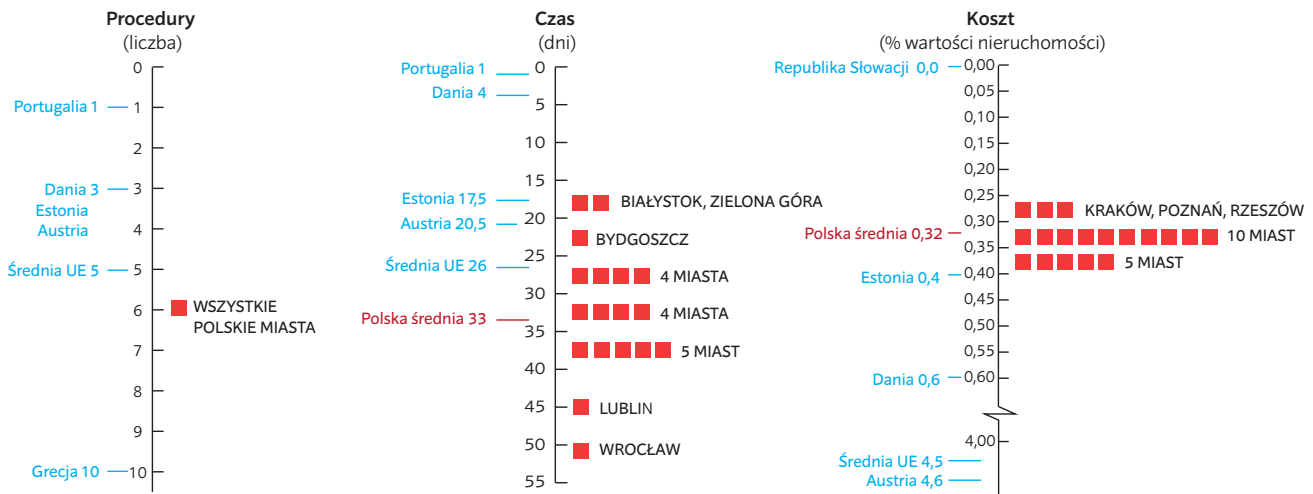 Procedury
(liczba)
0
1
2
3
4
5
6
7
8
9
10
Portugalia 1
Dania 3
Estonia
Austria
Średnia UE 5
Grecja 10
WSZYSTKIE
POLSKIE MIASTA
Czas
(dni)
0
5
10
15
20
25
30
35
40
45
50
55
Portugalia 1
Dania 4
Estonia 17,5
Austria 20,5
Średnia UE 26
Polska średnia 33
BIAŁYSTOK, ZIELONA GÓRA
BYDGOSZCZ
4 MIASTA
4 MIASTA
5 MIAST
LUBLIN
WROCŁAW
Koszt
(% wartości nieruchomości)
0,00
0,05
0,10
0,15
0,20
0,25
0,30
0,35
0,40
0,45
0,50
0,55
0,60
4,00
Republika Słowacji 0,0
Polska średnia 0,32
Estonia 0,4
Dania 0,6
Średnia UE 4,5
Austria 4,6
KRAKÓW, POZNAŃ, RZESZÓW
10 MIAST
5 MIAST